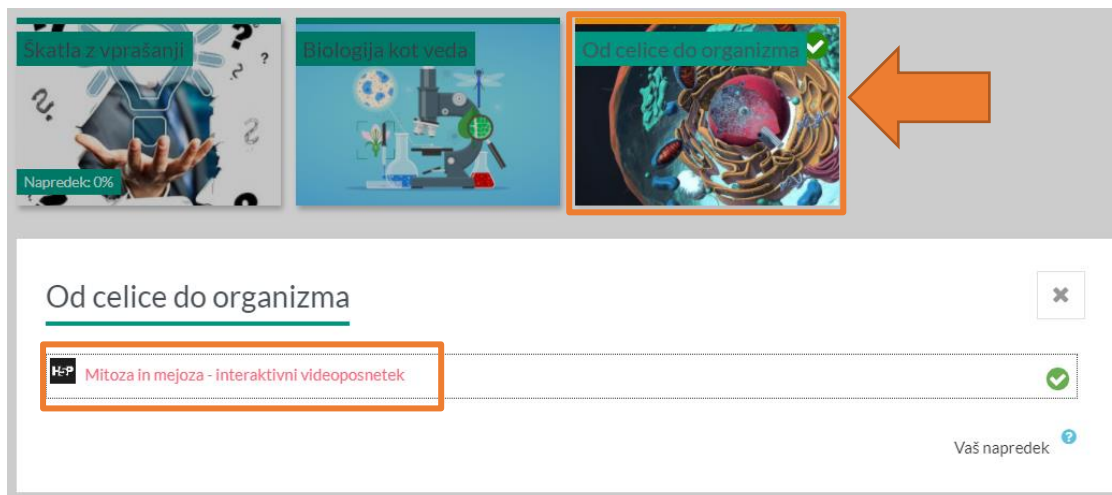 Škatla z vprašanji
Biologija kot veda
Od celice do organizma
Napredek: 0%
Od celice do organizma
H5P Mitoza in mejoza - interaktivni videoposnetek
Vaš napredek